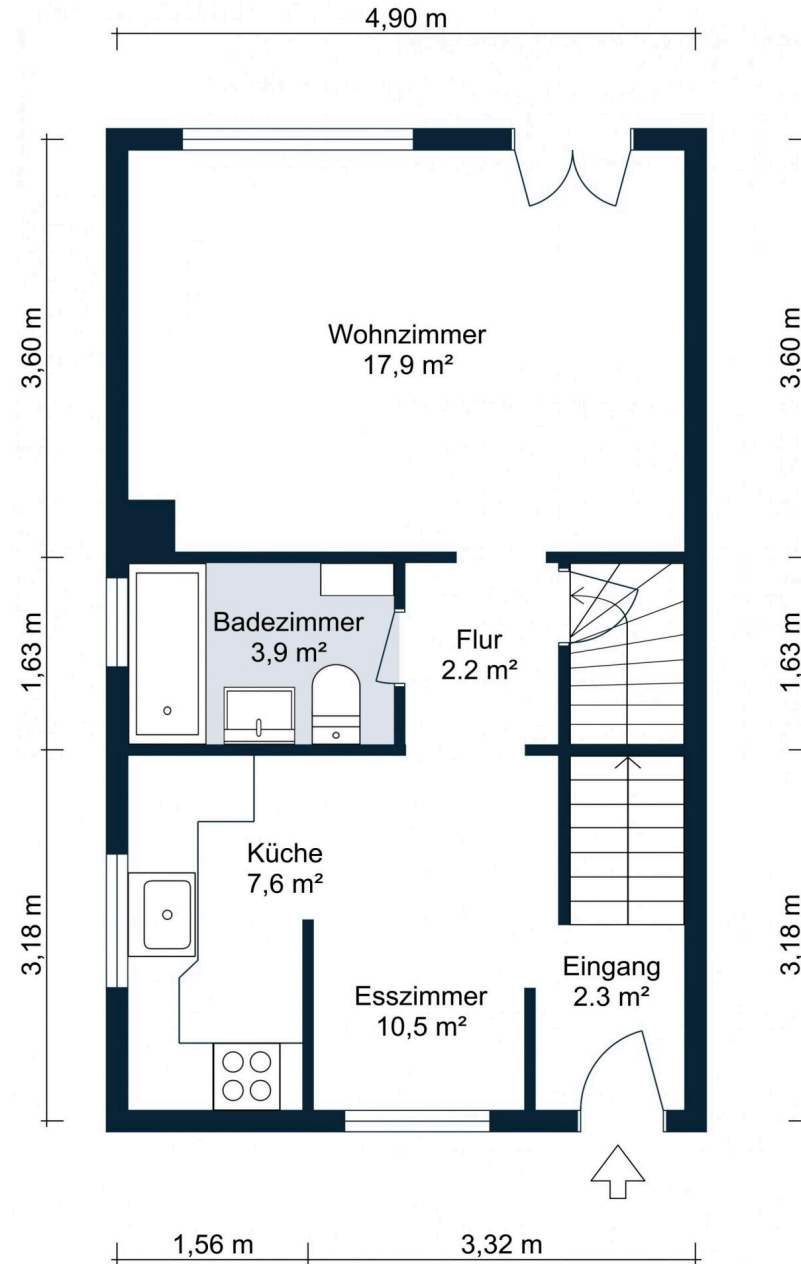 4,90 m
3,60 m
3,60 m
Wohnzimmer
17,9 m²
1,63 m
1,63 m
Badezimmer
3,9 m²
Flur
2.2 m²
3,18 m
3,18 m
Küche
7,6 m²
Esszimmer
10,5 m²
Eingang
2.3 m²
1,56 m
3,32 m